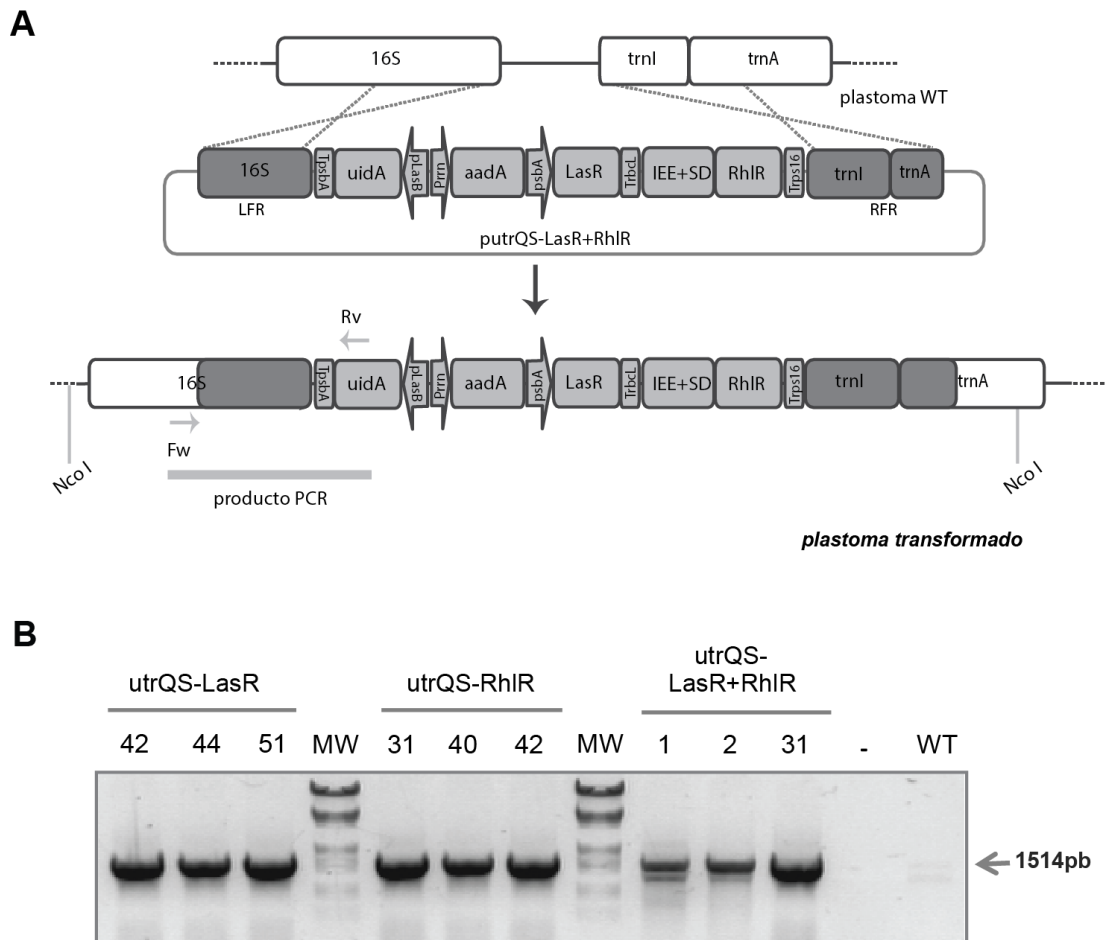 A
16S
trnI
trnA
plastoma WT
16S
TpsbA
uidA
pLasB
Prrn
aadA
psbA
LasR
TrbcL
IEE+SD
RhlR
Trps16
trnI
trnA
LFR
RFR
putrQS-LasR+RhlR
Rv
16S
TpsbA
uidA
pLasB
Prrn
aadA
psbA
LasR
TrbcL
IEE+SD
RhlR
Trps16
trnI
trnA
Fw
Nco I
Nco I
producto PCR
plastoma transformado
B
utrQS-LasR
utrQS-RhlR
utrQS-
LasR+RhlR
42 44 51 MW 31 40 42 MW 1 2 31 - WT
1514pb